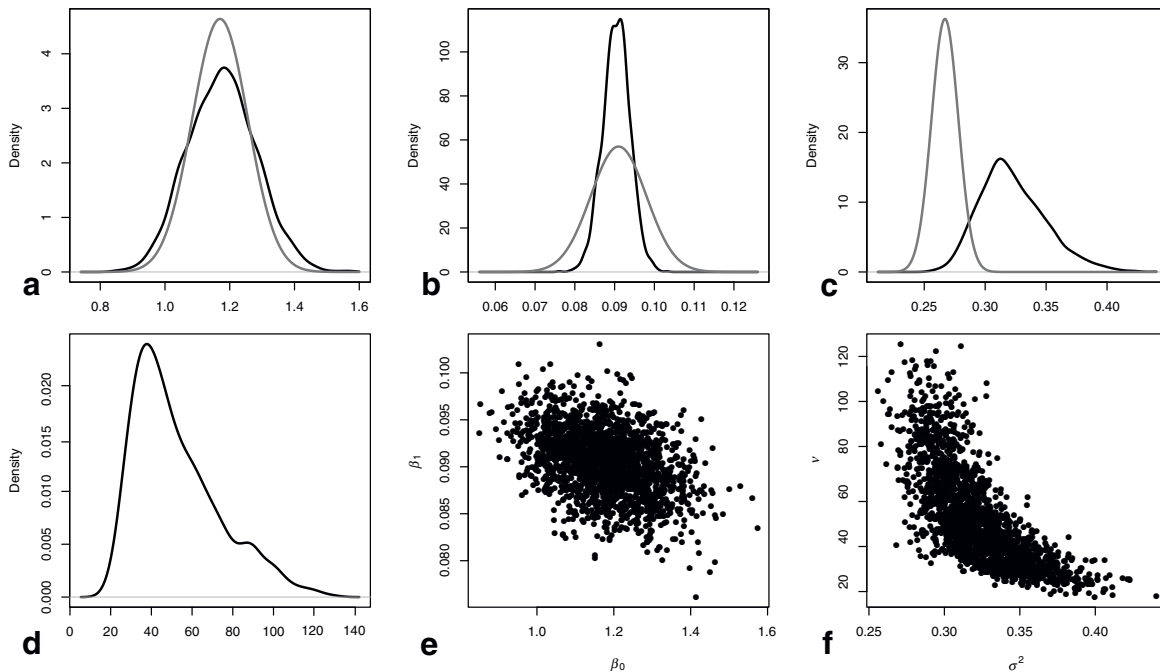 Density
0 1 2 3 4
0.8 1.0 1.2 1.4 1.6
a
Density
0 20 40 60 80 100
0.06 0.07 0.08 0.09 0.10 0.11 0.12
b
Density
0 10 20 30
0.25 0.30 0.35 0.40
c
Density
0.000 0.005 0.010 0.015 0.020
0 20 40 60 80 100 120 140
d
β1
0.080 0.085 0.090 0.095 0.100
1.0 1.2 1.4 1.6
e
β0
ν
20 40 60 80 100 120
0.25 0.30 0.35 0.40
f
σ²